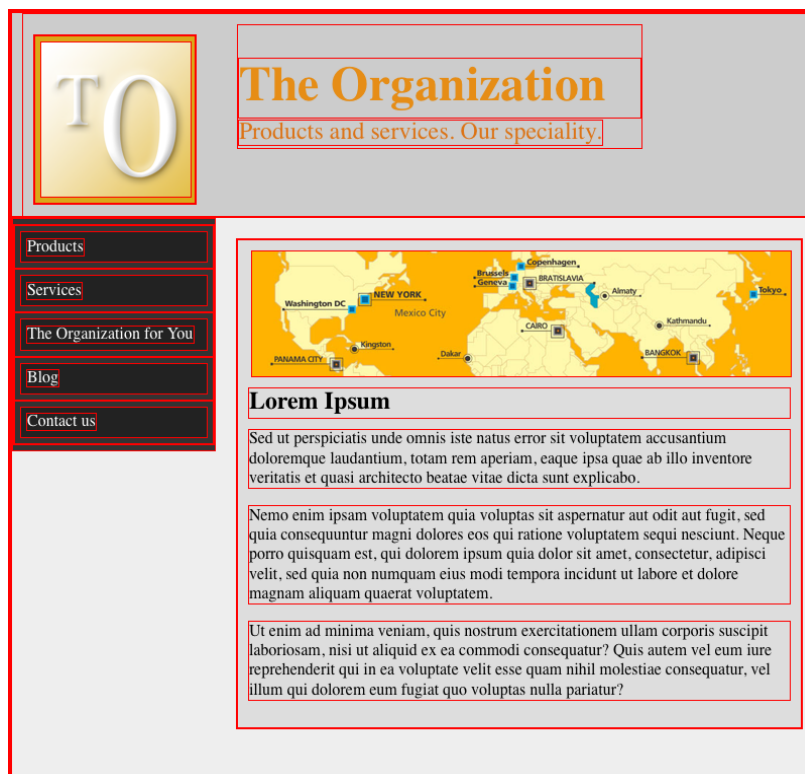 TO
The Organization
Products and services. Our speciality.
Products
Services
The Organization for You
Blog
Contact us
Copenhagen
Brussels
Geneva
BRATISLAVIA
NEW YORK
Washington DC
Mexico City
Almaty
Tokyo
CAIRO
Kathmandu
Kingston
Dakar
PANAMA CITY
BANGKOK
Lorem Ipsum
Sed ut perspiciatis unde omnis iste natus error sit voluptatem accusantium
doloremque laudantium, totam rem aperiam, eaque ipsa quae ab illo inventore
veritatis et quasi architecto beatae vitae dicta sunt explicabo.
Nemo enim ipsam voluptatem quia voluptas sit aspernatur aut odit aut fugit, sed
quia consequuntur magni dolores eos qui ratione voluptatem sequi nesciunt. Neque
porro quisquam est, qui dolorem ipsum quia dolor sit amet, consectetur, adipisci
velit, sed quia non numquam eius modi tempora incidunt ut labore et dolore
magnam aliquam quaerat voluptatem.
Ut enim ad minima veniam, quis nostrum exercitationem ullam corporis suscipit
laboriosam, nisi ut aliquid ex ea commodi consequatur? Quis autem vel eum iure
reprehenderit qui in ea voluptate velit esse quam nihil molestiae consequatur, vel
illum qui dolorem eum fugiat quo voluptas nulla pariatur?